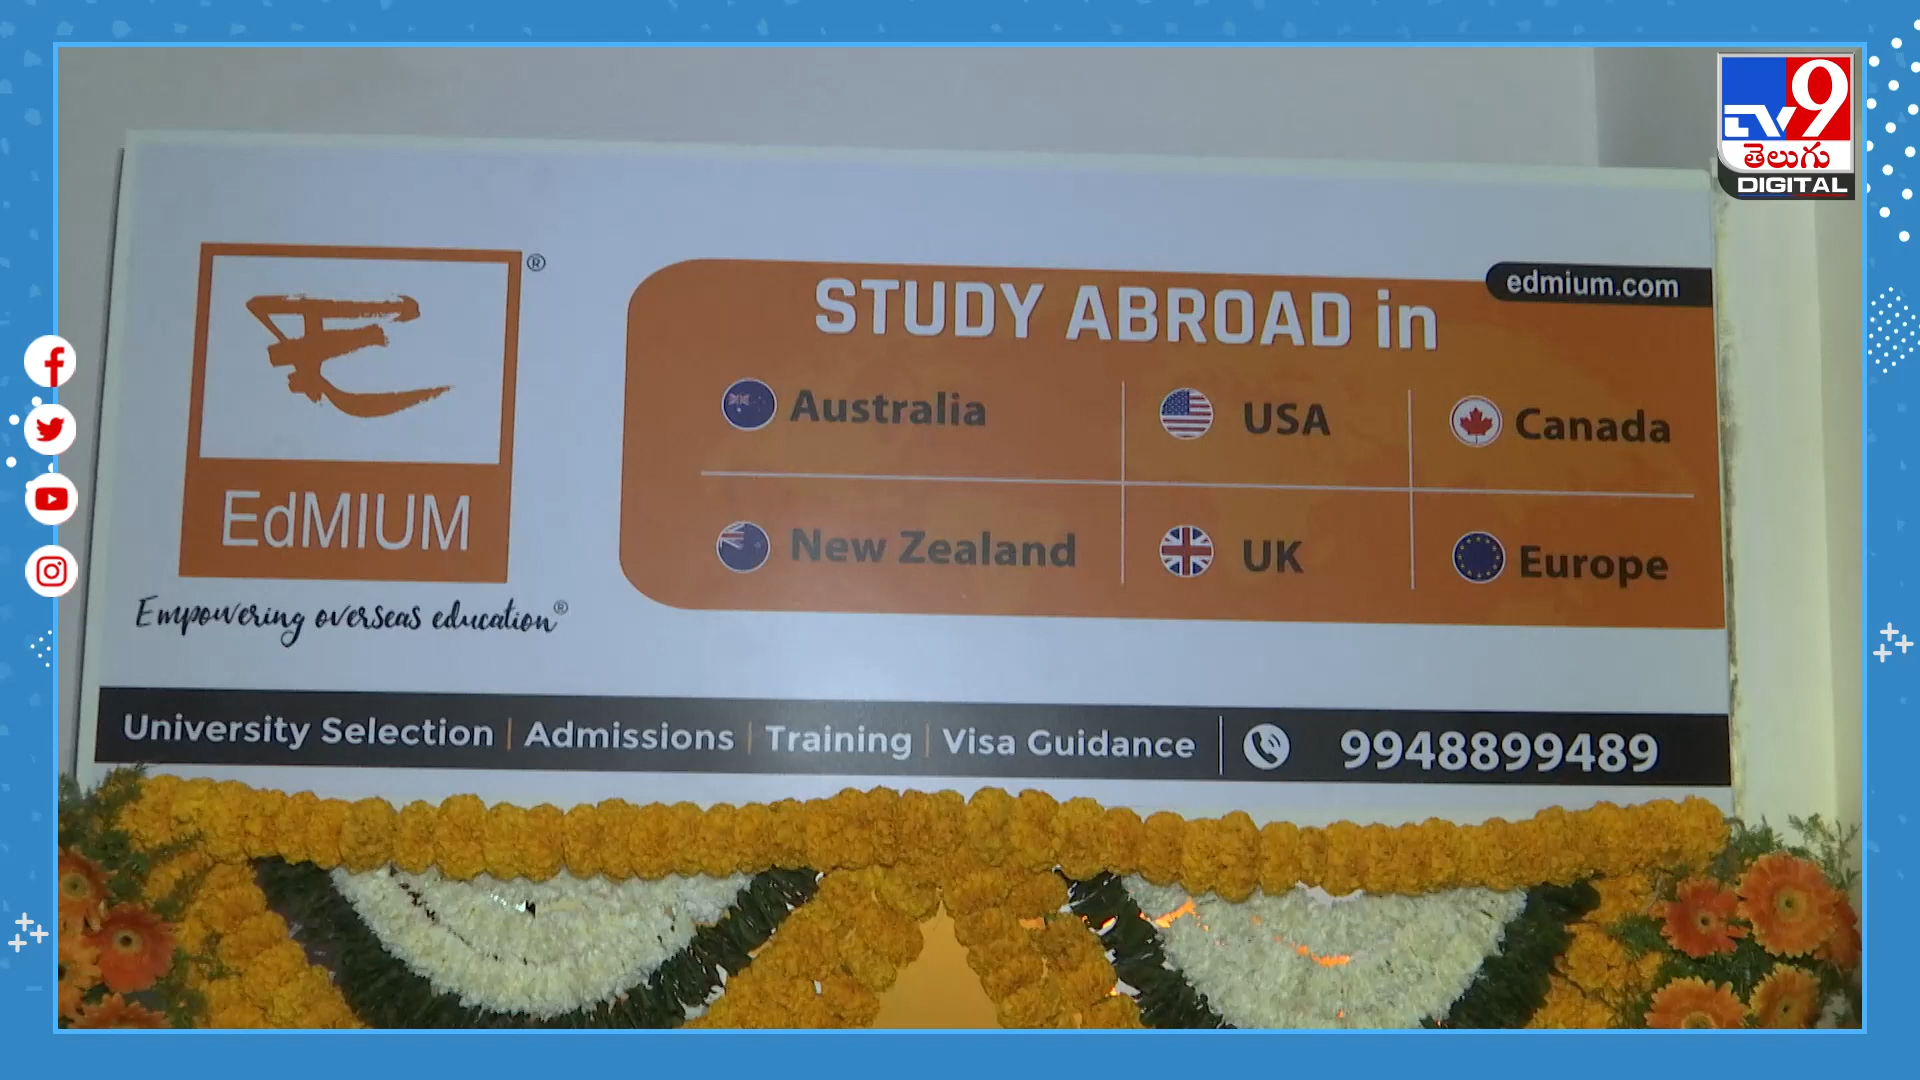 TV9
తెలుగు
DIGITAL
®
edmium.com
STUDY ABROAD in
Australia
USA
Canada
New Zealand
UK
Europe
EdMIUM
Empowering overseas education®
University Selection | Admissions | Training | Visa Guidance
9948899489